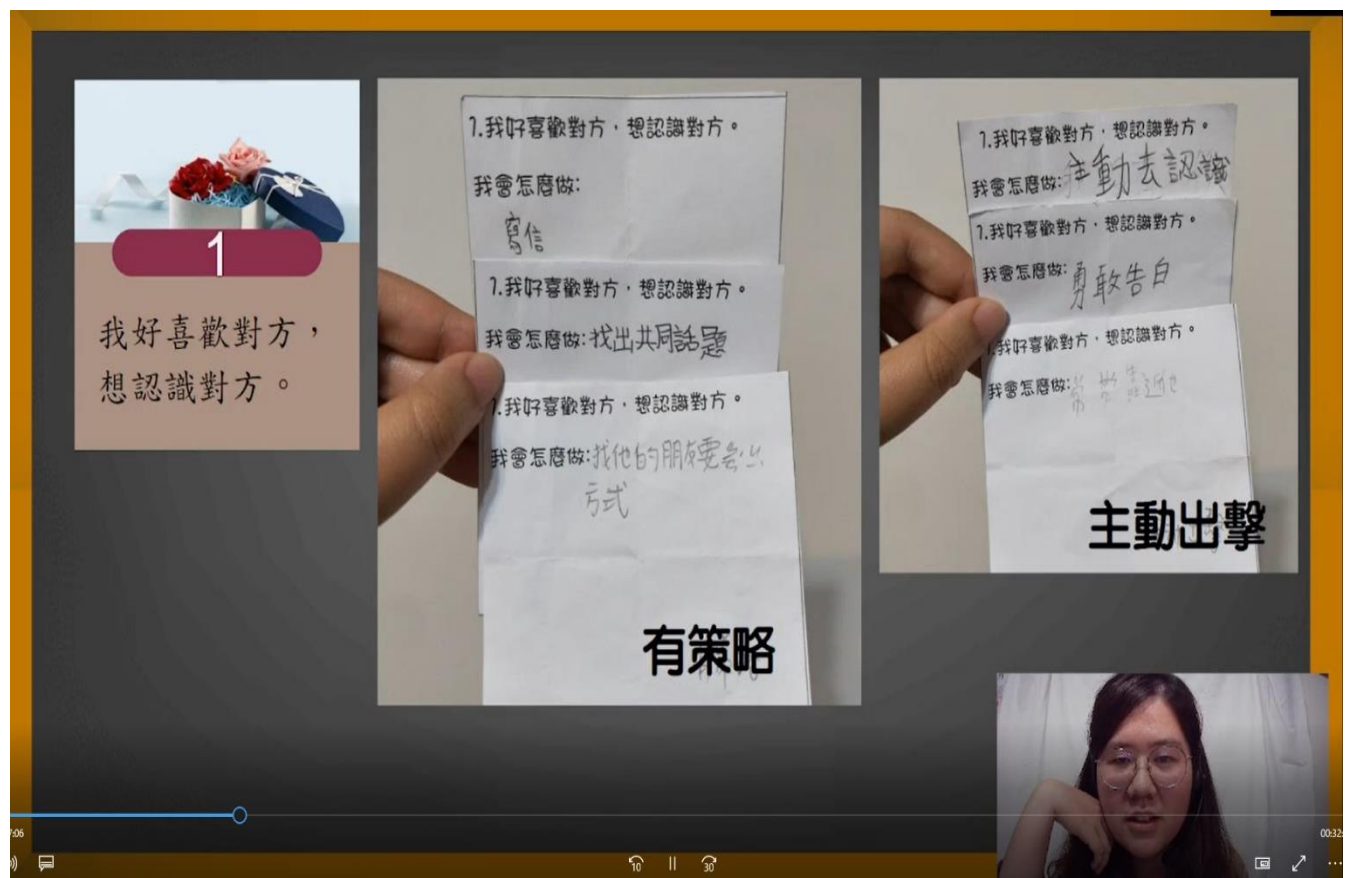 1
我好喜歡對方，
想認識對方。
1.我好喜歡對方，想認識對方。
我會怎麼做:
寫信
1.我好喜歡對方，想認識對方。
我會怎麼做:找出共同話題
1.我好喜歡對方，想認識對方。
我會怎麼做:找他的朋友要
方式
有策略
1.我好喜歡對方，想認識對方。
我會怎麼做:主動去認識
1.我好喜歡對方，想認識對方。
我會怎麼做:勇敢告白
1.我好喜歡對方，想認識對方。
我會怎麼做:
主動出擊
7:06
00:32:
10
30